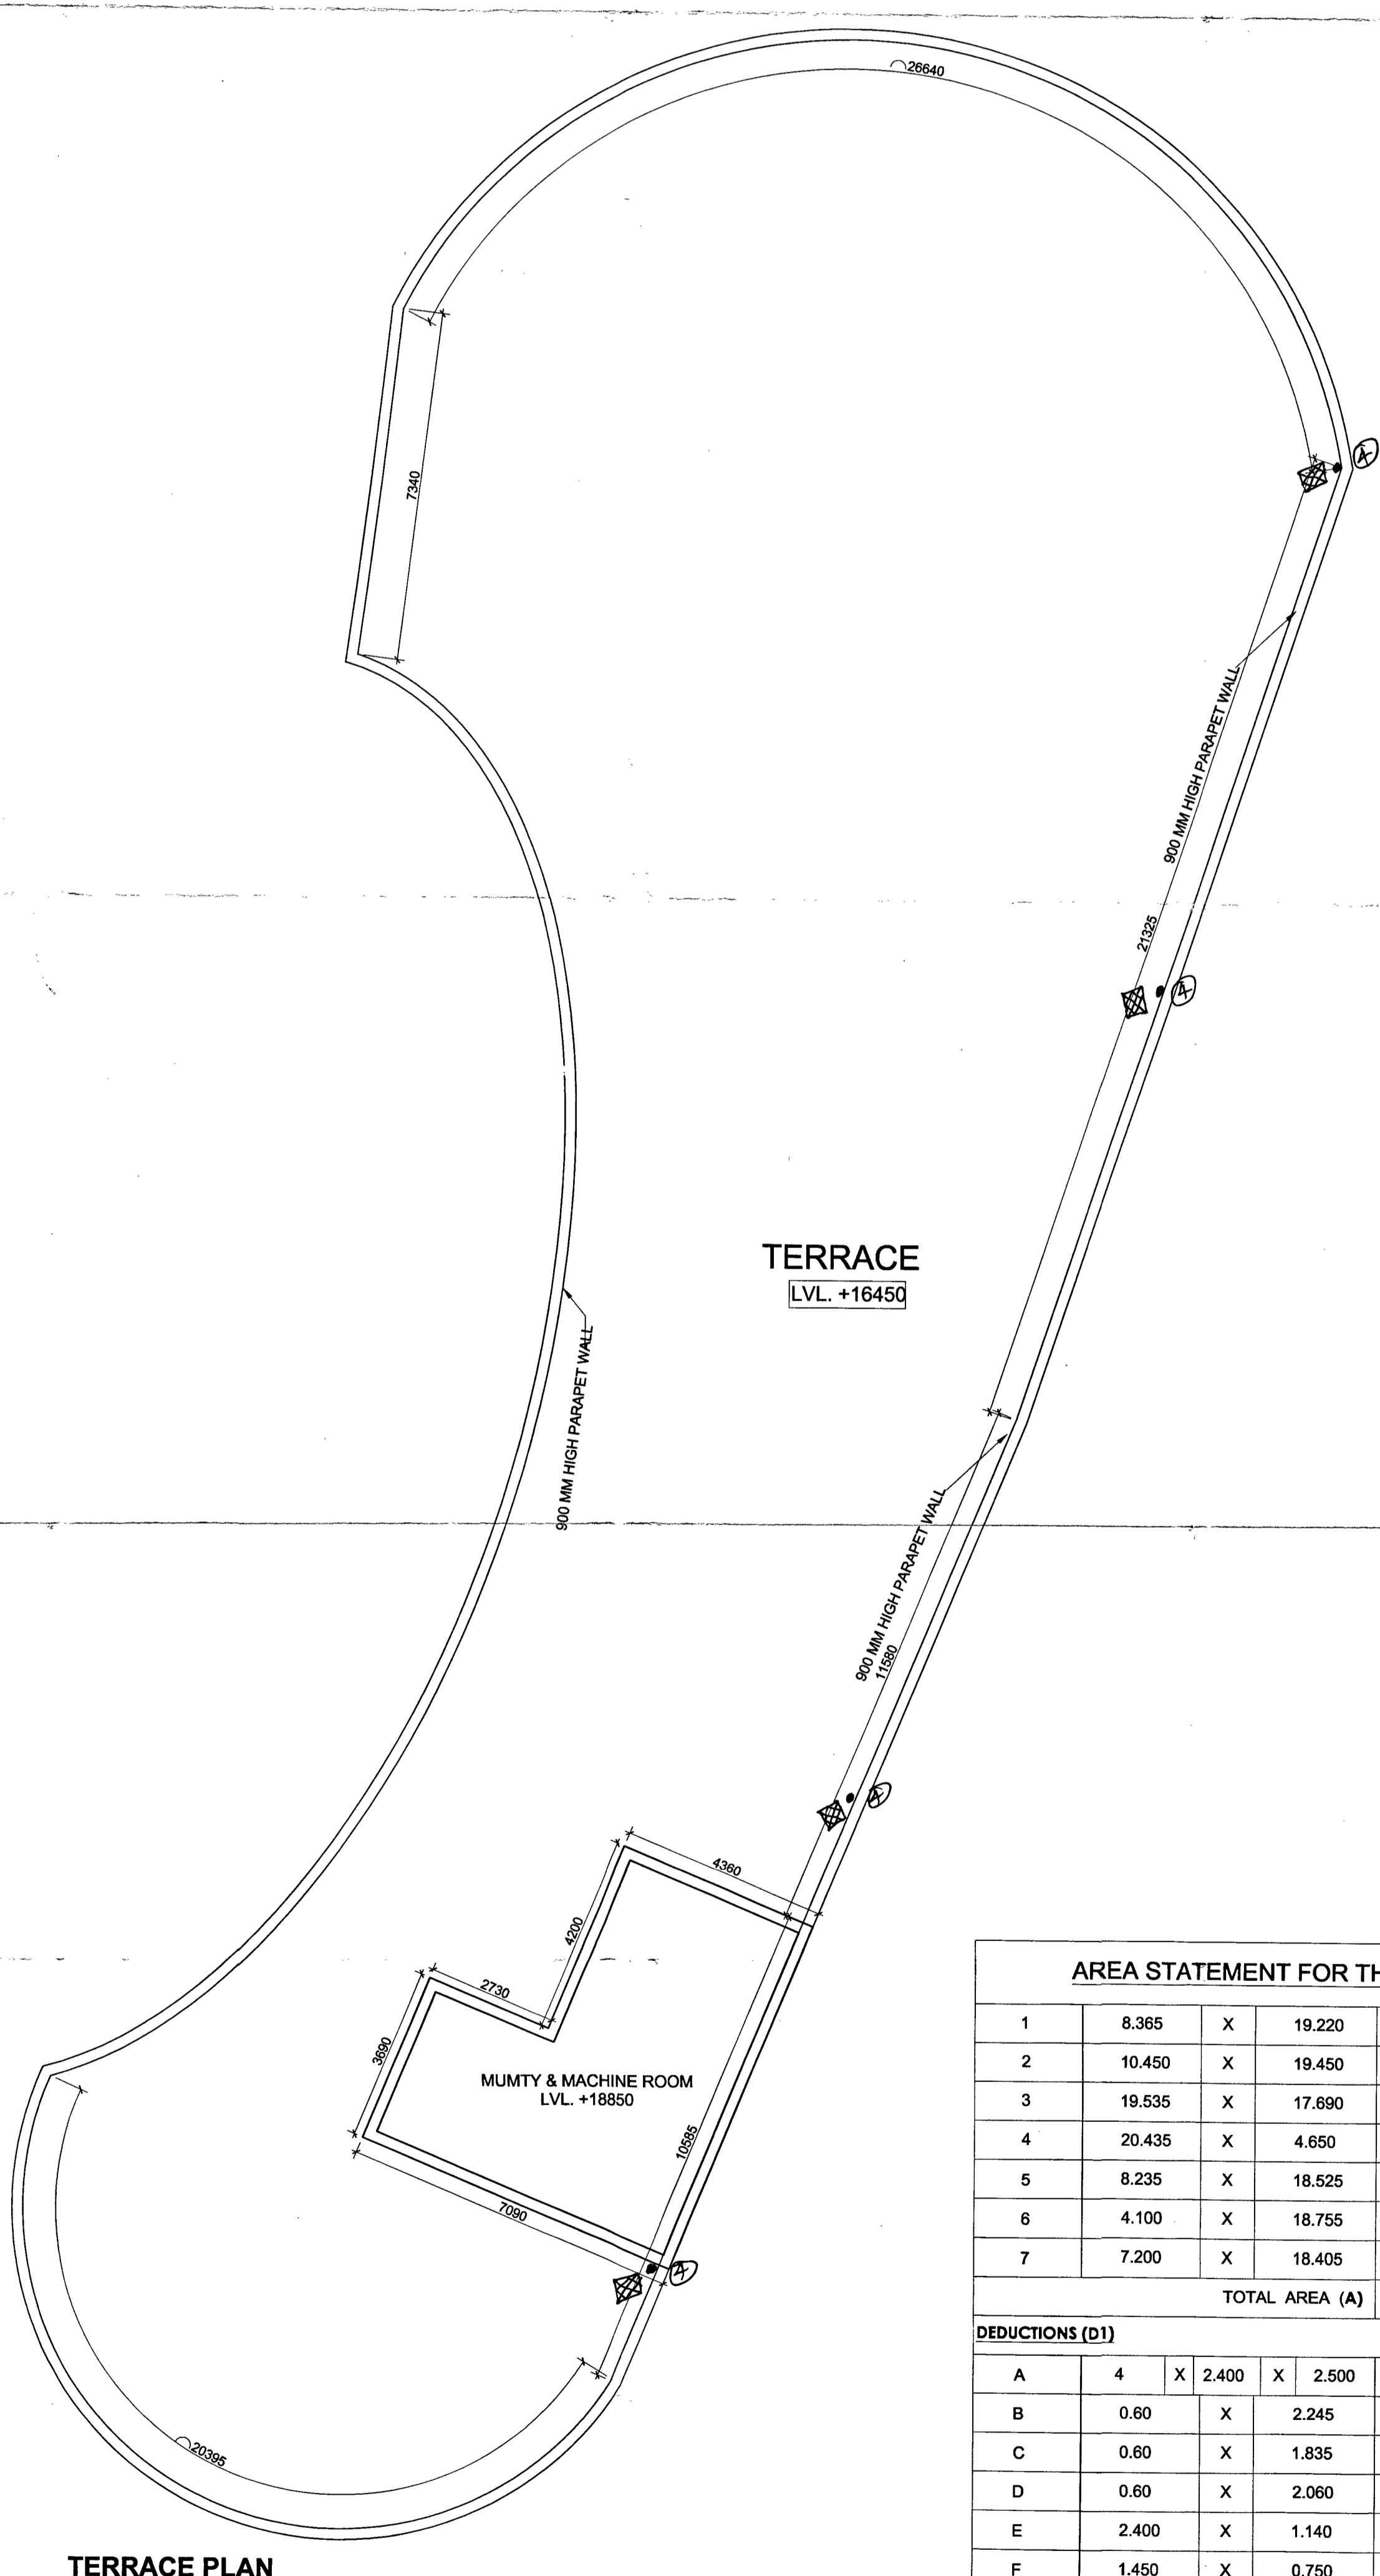 26640
7340
4
900 MM HIGH PARAPET WALL
21325
4
TERRACE
LVL. +16450
900 MM HIGH PARAPET WALL
900 MM HIGH PARAPET WALL
11580
4
4360
4200
2730
3690
MUMTY & MACHINE ROOM
LVL. +18850
10585
7090
4
20395
TERRACE PLAN
AREA STATEMENT FOR TH
1 8.365 X 19.220
2 10.450 X 19.450
3 19.535 X 17.690
4 20.435 X 4.650
5 8.235 X 18.525
6 4.100 X 18.755
7 7.200 X 18.405
TOTAL AREA (A)
DEDUCTIONS (D1)
A 4 X 2.400 X 2.500
B 0.60 X 2.245
C 0.60 X 1.835
D 0.60 X 2.060
E 2.400 X 1.140
F 1.450 X 0.750